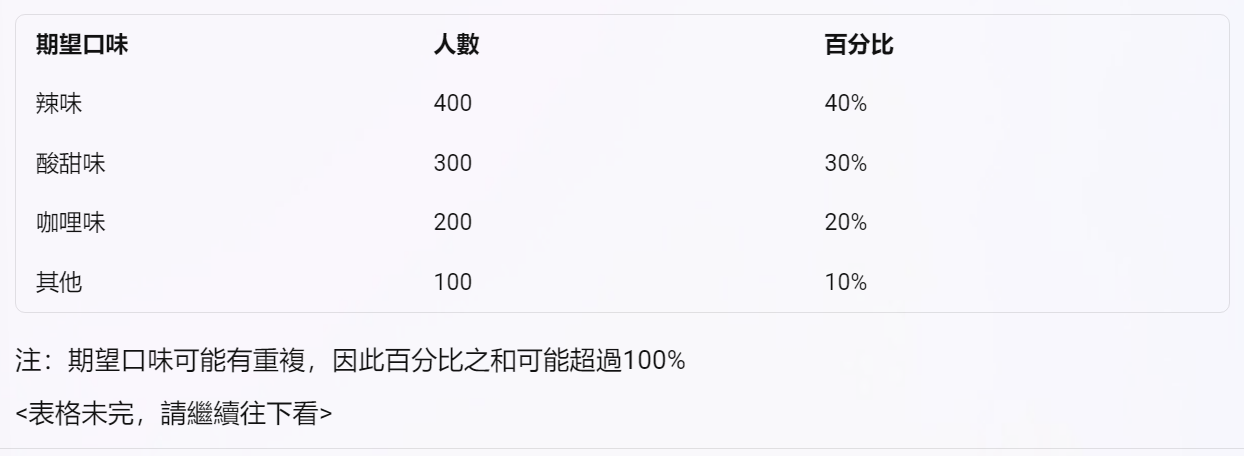 期望口味 人數 百分比
辣味 400 40%
酸甜味 300 30%
咖哩味 200 20%
其他 100 10%
注：期望口味可能有重複，因此百分比之和可能超過100%
<表格未完，請繼續往下看>